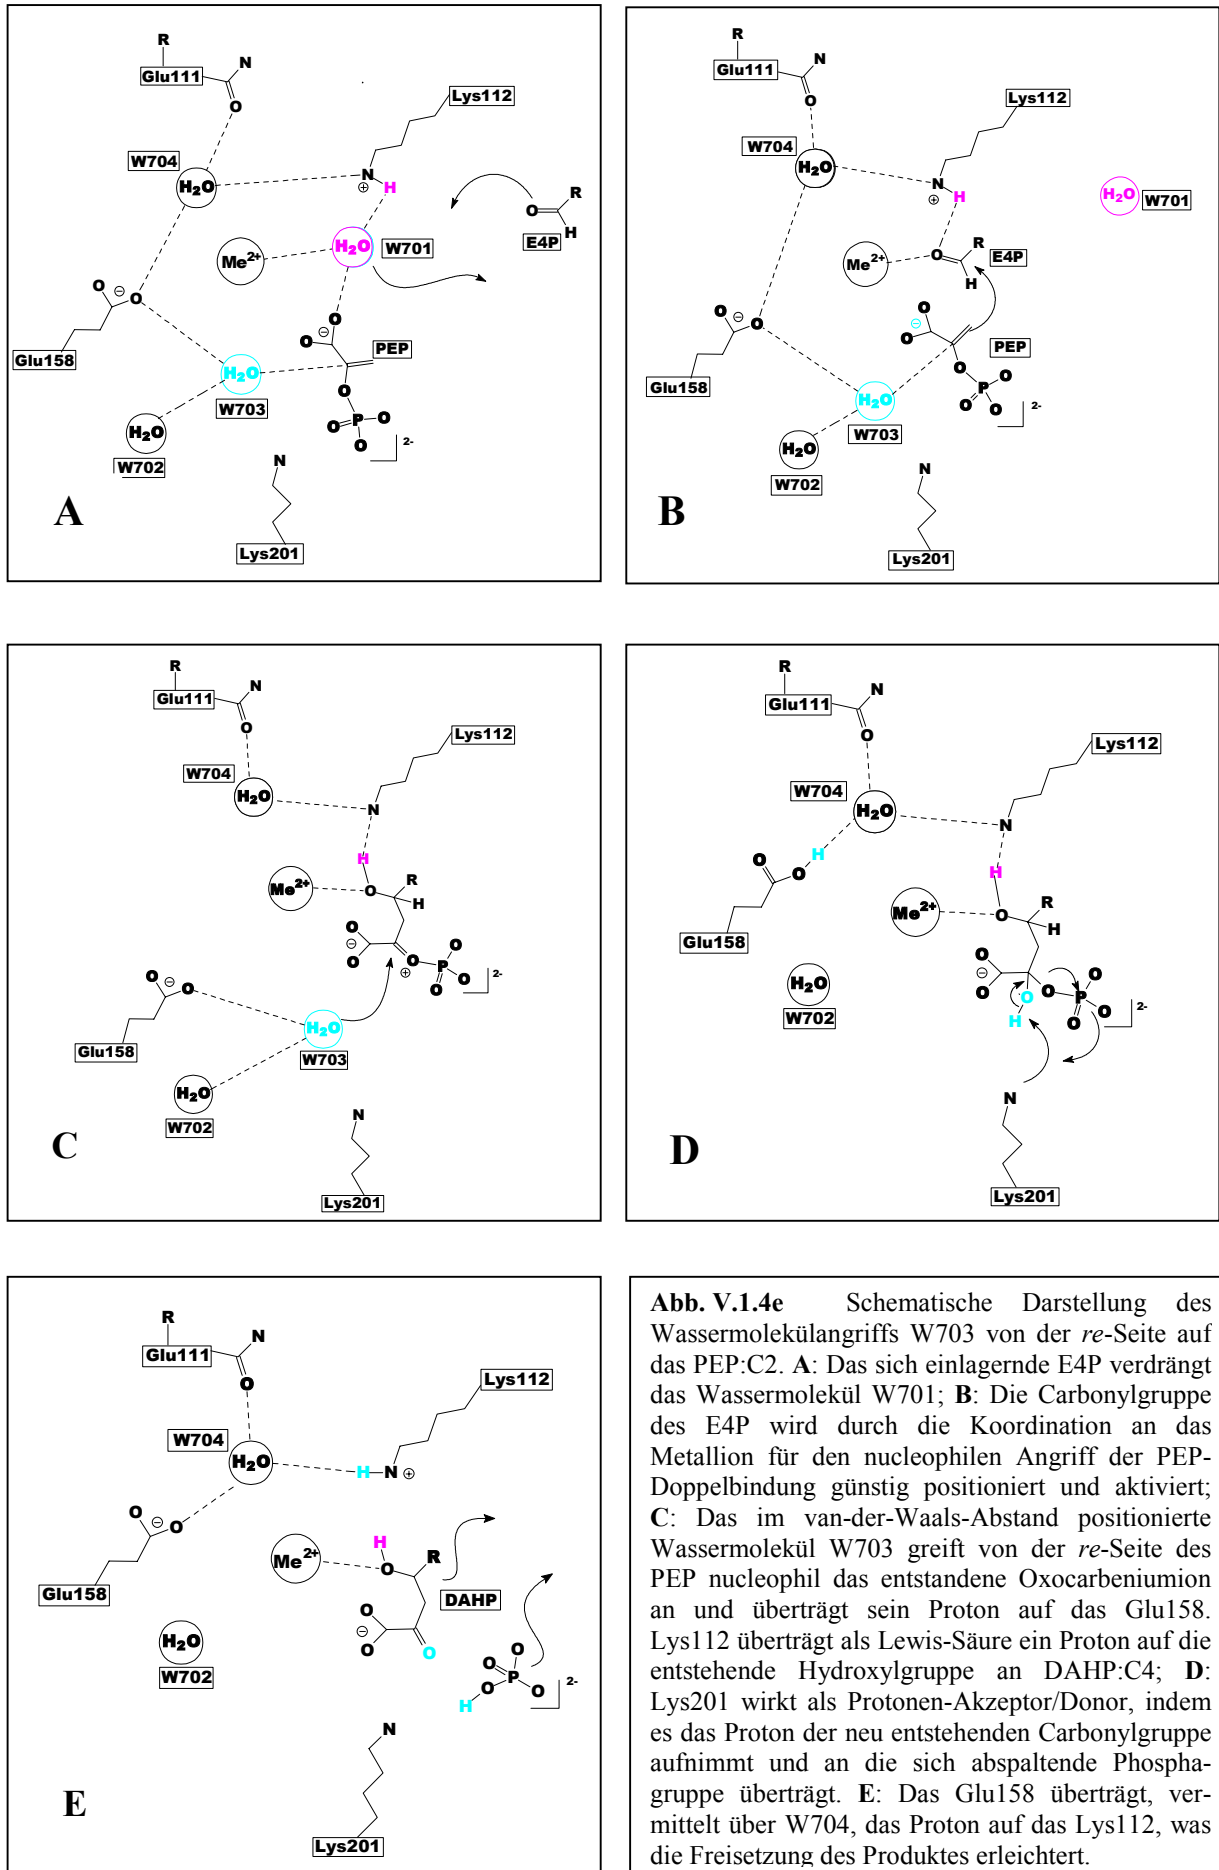 R
N
Glu111
O
Lys112
W704
H₂O
N
H
⊕
R
O
H
E4P
H₂O
W701
Me²⁺
O
O
⊖
O
⊖
O
PEP
Glu158
H₂O
W703
O
O
P
O
O
2-
H₂O
W702
N
Lys201
A
R
N
Glu111
O
Lys112
W704
H₂O
N
H
⊕
H₂O
W701
R
Me²⁺
O
E4P
H
O
⊖
O
O
⊖
O
PEP
Glu158
O
P
O
O
O
2-
H₂O
W703
H₂O
W702
N
Lys201
B
R
N
Glu111
O
Lys112
W704
H₂O
N
H
Me²⁺
O
R
H
O
⊖
O
O
⊕
P
O
O
O
2-
O
⊖
O
Glu158
H₂O
W703
H₂O
W702
N
Lys201
C
R
N
Glu111
O
Lys112
W704
H₂O
N
H
O
O
H
Me²⁺
O
R
H
Glu158
O
⊖
O
O
H
O
P
O
O
O
2-
H₂O
W702
N
Lys201
D
R
N
Glu111
O
Lys112
W704
H₂O
H
N
⊕
O
⊖
O
Glu158
Me²⁺
H
O
R
DAHP
O
⊖
O
O
H₂O
W702
O
O
P
O
O
H
2-
N
Lys201
E
Abb. V.1.4e Schematische Darstellung des
Wassermolekülangriffs W703 von der re-Seite auf
das PEP:C2. A: Das sich einlagernde E4P verdrängt
das Wassermolekül W701; B: Die Carbonylgruppe
des E4P wird durch die Koordination an das
Metallion für den nucleophilen Angriff der PEP-
Doppelbindung günstig positioniert und aktiviert;
C: Das im van-der-Waals-Abstand positionierte
Wassermolekül W703 greift von der re-Seite des
PEP nucleophil das entstandene Oxocarbeniumion
an und überträgt sein Proton auf das Glu158.
Lys112 überträgt als Lewis-Säure ein Proton auf die
entstehende Hydroxylgruppe an DAHP:C4; D:
Lys201 wirkt als Protonen-Akzeptor/Donor, indem
es das Proton der neu entstehenden Carbonylgruppe
aufnimmt und an die sich abspaltende Phospha-
gruppe überträgt. E: Das Glu158 überträgt, ver-
mittelt über W704, das Proton auf das Lys112, was
die Freisetzung des Produktes erleichtert.